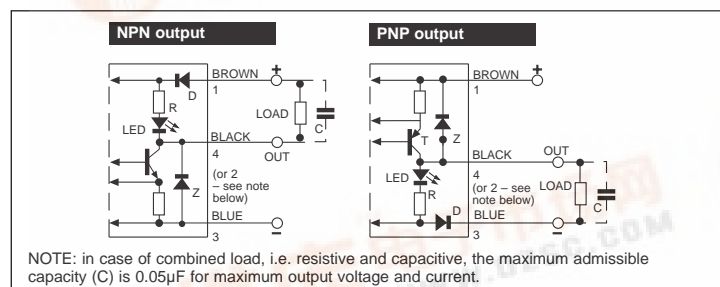 NPN output
BROWN
+
1
D
R
LED
LOAD
C
BLACK
4
OUT
(or 2
– see note
below)
Z
BLUE
–
3
PNP output
BROWN
+
1
T
Z
BLACK
OUT
4
(or 2 – see
note below)
LED
R
LOAD
C
D
BLUE
–
3
NOTE: in case of combined load, i.e. resistive and capacitive, the maximum admissible
capacity (C) is 0.05µF for maximum output voltage and current.